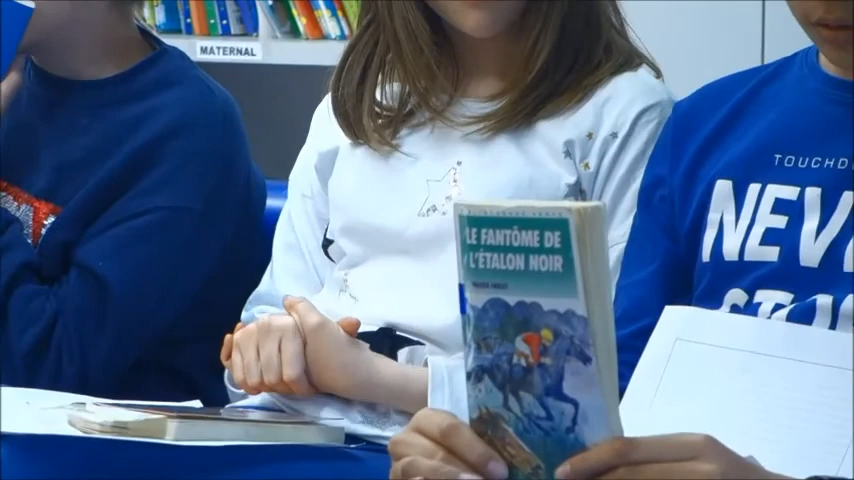 MATERNAL
TOUCHD
NEV
LE FANTÔME DE
L'ÉTALON NOIR